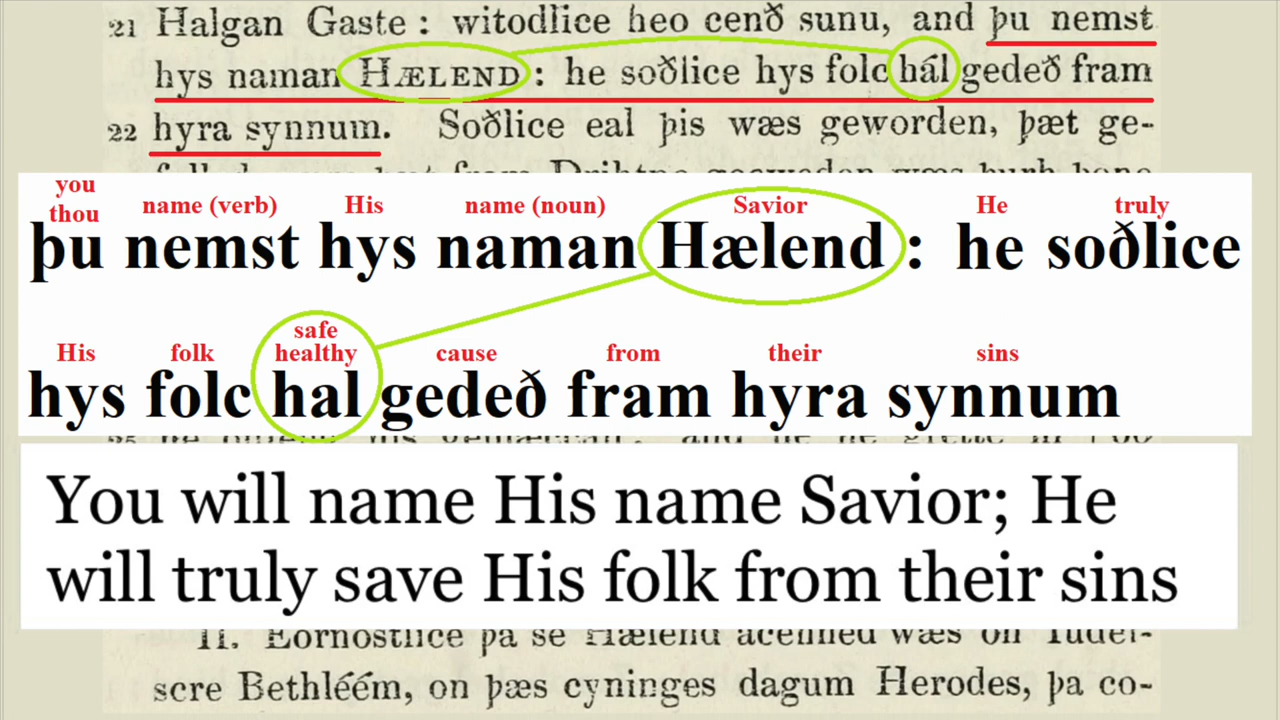 21 Halgan Gaste : witodlice heo cenð sunu, and þu nemst
hys naman HÆLEND : he soðlice hys folc hál gedeð fram
22 hyra synnum. Soðlice eal þis wæs geworden, þæt ge-
you
thou name (verb) His name (noun) Savior He truly
þu nemst hys naman Hælend : he soðlice
safe
His folk healthy cause from their sins
hys folc hal gedeð fram hyra synnum
You will name His name Savior; He
will truly save His folk from their sins
II. Eornostlice þa se Hælend acenned wæs on Iudei-
scre Bethléém, on þæs cyninges dagum Herodes, þa co-